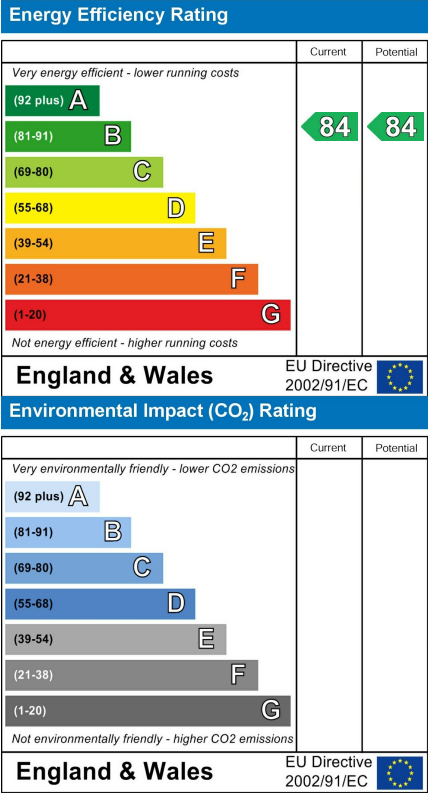 Energy Efficiency Rating
Current Potential
Very energy efficient - lower running costs
(92 plus) A
(81-91) B 84 84
(69-80) C
(55-68) D
(39-54) E
(21-38) F
(1-20) G
Not energy efficient - higher running costs
England & Wales
EU Directive
2002/91/EC
Environmental Impact (CO₂) Rating
Current Potential
Very environmentally friendly - lower CO2 emissions
(92 plus) A
(81-91) B
(69-80) C
(55-68) D
(39-54) E
(21-38) F
(1-20) G
Not environmentally friendly - higher CO2 emissions
England & Wales
EU Directive
2002/91/EC